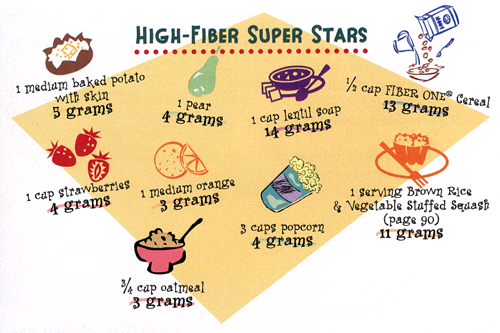 HIGH-FIBER SUPER STARS
1 medium baked potato
with skin
5 grams
1 pear
4 grams
1 cup lentil soup
14 grams
1/2 cup FIBER ONE® Cereal
13 grams
1 cup strawberries
4 grams
1 medium orange
3 grams
3 cups popcorn
4 grams
1 serving Brown Rice
& Vegetable Stuffed Squash
(page 90)
11 grams
3/4 cup oatmeal
3 grams